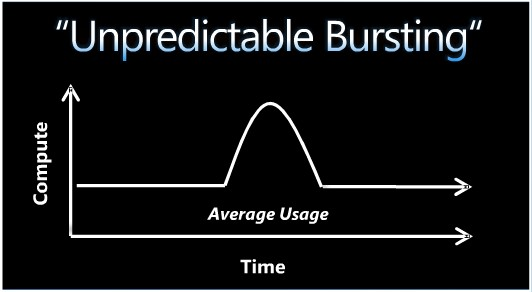 “Unpredictable Bursting“
Compute
Average Usage
Time